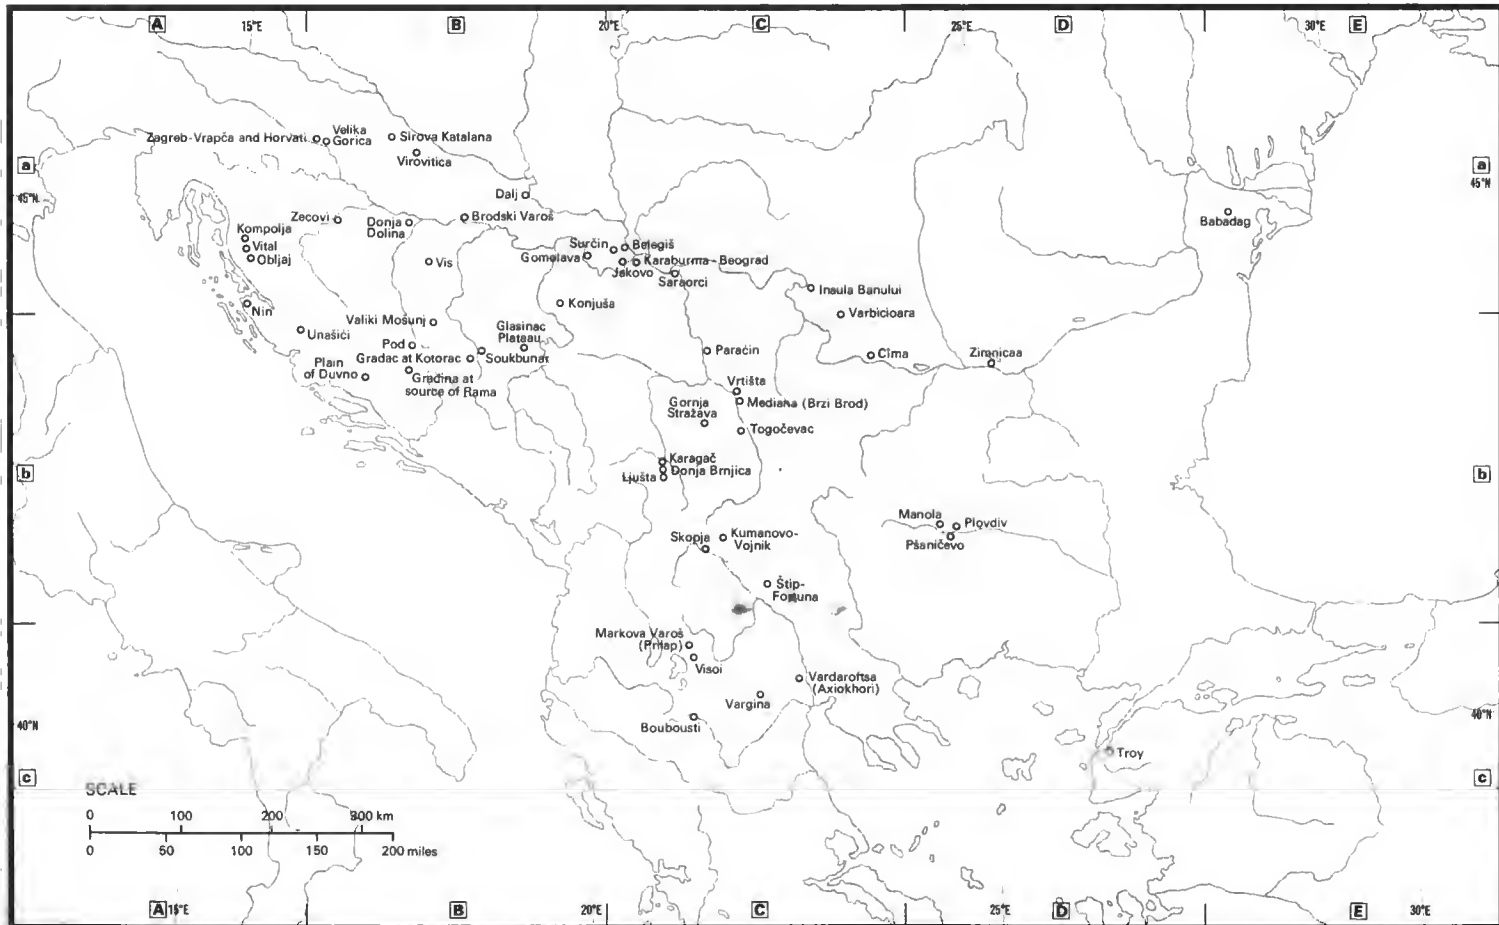 A B C D E
15°E 20°E 25°E 30°E
Zagreb-Vrapča and Horvati
Velika
Gorica
Sirova Katalana
Virovitica
a a
45°N 45°N
Dalj
Zecovi
Donja
Dolina
Brodski Varoš
Babadag
Kompolja
Vital
Obljaj
Vis
Surčin
Belegiš
Gomolava
Jakovo
Karaburma-Beograd
Saraorci
Insula Banului
Konjuša
Nin
Varbicioara
Valiki Mošunj
Unašići
Glasinac
Plataau
Pod
Gradac at Kotorac
Soukbunar
Paraćin
Cîma
Zimnicaa
Plain
of Duvno
Gradina at
source of Rama
Vrtišta
Mediana (Brzi Brod)
Gornja
Stražava
Togočevac
Karagač
Donja Brnjica
Ljušta
b b
Manola
Plovdiv
Pšaničevo
Skopja
Kumanovo-
Vojnik
Štip-
Fortuna
Markova Varoš
(Prilap)
Visoi
Vardaroftsa
(Axiokhori)
Vargina
Boubousti
40°N 40°N
Troy
c c
SCALE
0 100 200 300 km
0 50 100 150 200 miles
A B C D E
15°E 20°E 25°E 30°E